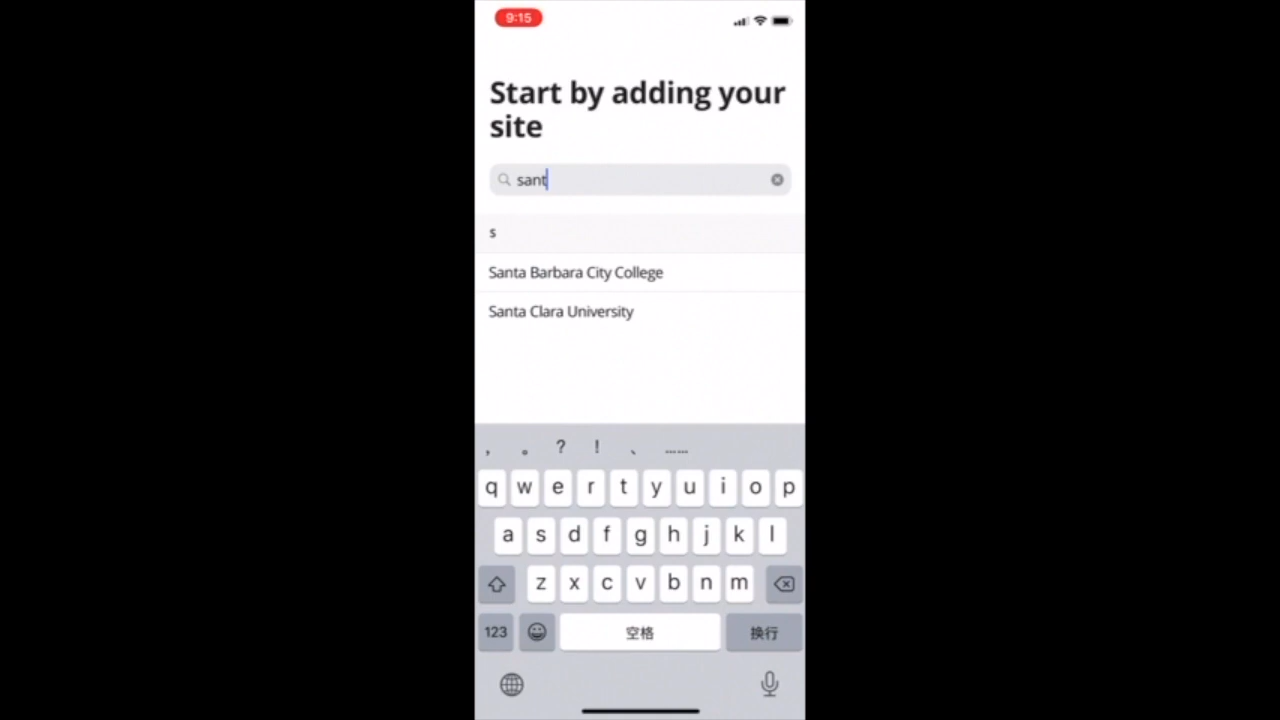 9:15
Start by adding your
site
sant
s
Santa Barbara City College
Santa Clara University
， 。 ? ! 、 ……
q w e r t y u i o p
a s d f g h j k l
z x c v b n m
123 空格 换行